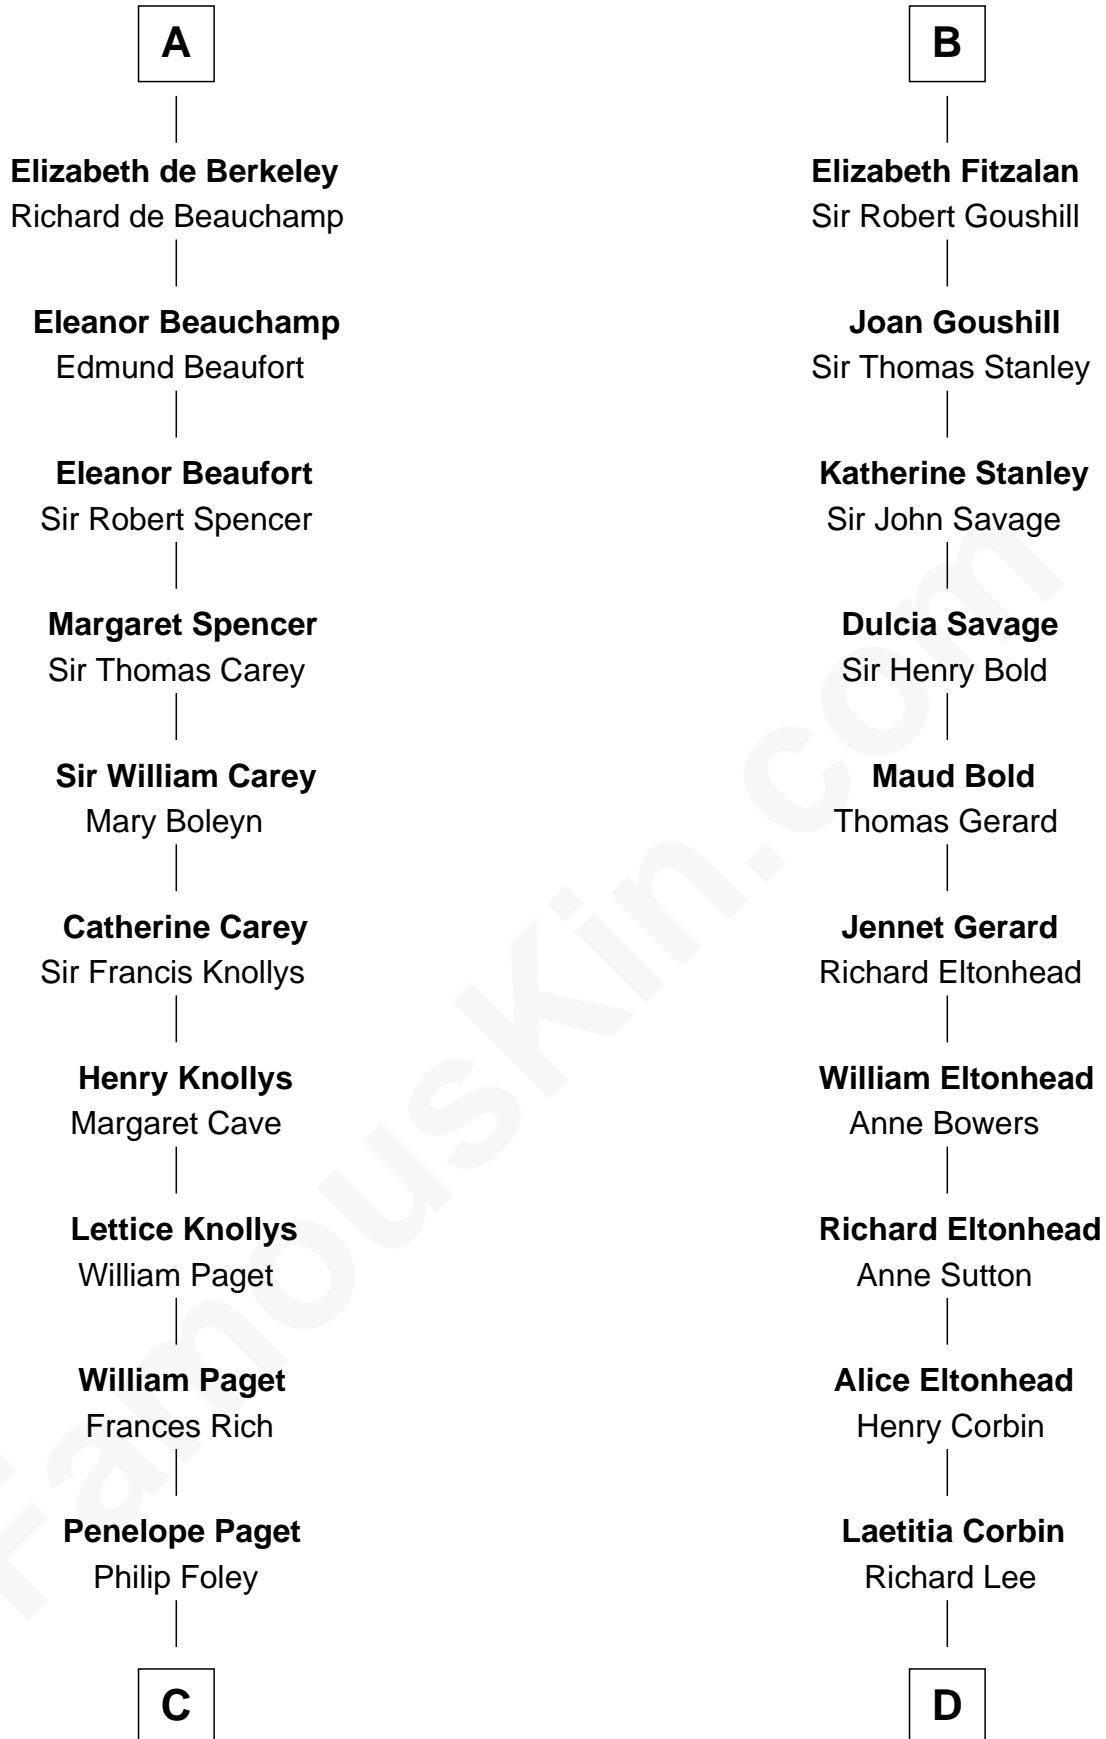 A
Elizabeth de Berkeley
Richard de Beauchamp
Eleanor Beauchamp
Edmund Beaufort
Eleanor Beaufort
Sir Robert Spencer
Margaret Spencer
Sir Thomas Carey
Sir William Carey
Mary Boleyn
Catherine Carey
Sir Francis Knollys
Henry Knollys
Margaret Cave
Lettice Knollys
William Paget
William Paget
Frances Rich
Penelope Paget
Philip Foley
C
B
Elizabeth Fitzalan
Sir Robert Goushill
Joan Goushill
Sir Thomas Stanley
Katherine Stanley
Sir John Savage
Dulcia Savage
Sir Henry Bold
Maud Bold
Thomas Gerard
Jennet Gerard
Richard Eltonhead
William Eltonhead
Anne Bowers
Richard Eltonhead
Anne Sutton
Alice Eltonhead
Henry Corbin
Laetitia Corbin
Richard Lee
D
FamousKin.com